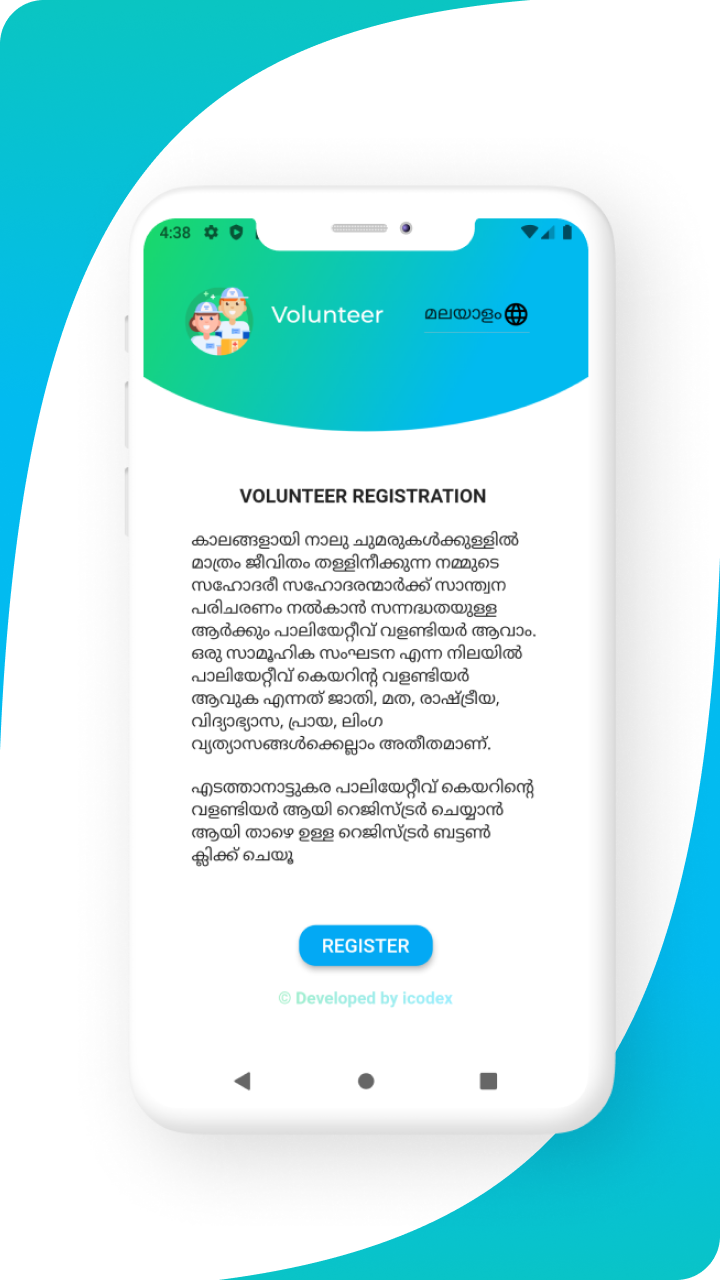 4:38
Volunteer
മലയാളം
VOLUNTEER REGISTRATION
കാലങ്ങളായി നാലു ചുമരുകൾക്കുള്ളിൽ
മാത്രം ജീവിതം തള്ളിനീക്കുന്ന നമ്മുടെ
സഹോദരീ സഹോദരന്മാർക്ക് സാന്ത്വന
പരിചരണം നൽകാൻ സന്നദ്ധതയുള്ള
ആർക്കും പാലിയേറ്റീവ് വളണ്ടിയർ ആവാം.
ഒരു സാമൂഹിക സംഘടന എന്ന നിലയിൽ
പാലിയേറ്റീവ് കെയറിന്റ വളണ്ടിയർ
ആവുക എന്നത് ജാതി, മത, രാഷ്ട്രീയ,
വിദ്യാഭ്യാസ, പ്രായ, ലിംഗ
വ്യത്യാസങ്ങൾക്കെല്ലാം അതീതമാണ്.
എടത്താനാട്ടുകര പാലിയേറ്റീവ് കെയറിന്റെ
വളണ്ടിയർ ആയി റെജിസ്ട്രർ ചെയ്യാൻ
ആയി താഴെ ഉള്ള റെജിസ്ട്രർ ബട്ടൺ
ക്ലിക്ക് ചെയൂ
REGISTER
© Developed by icodex